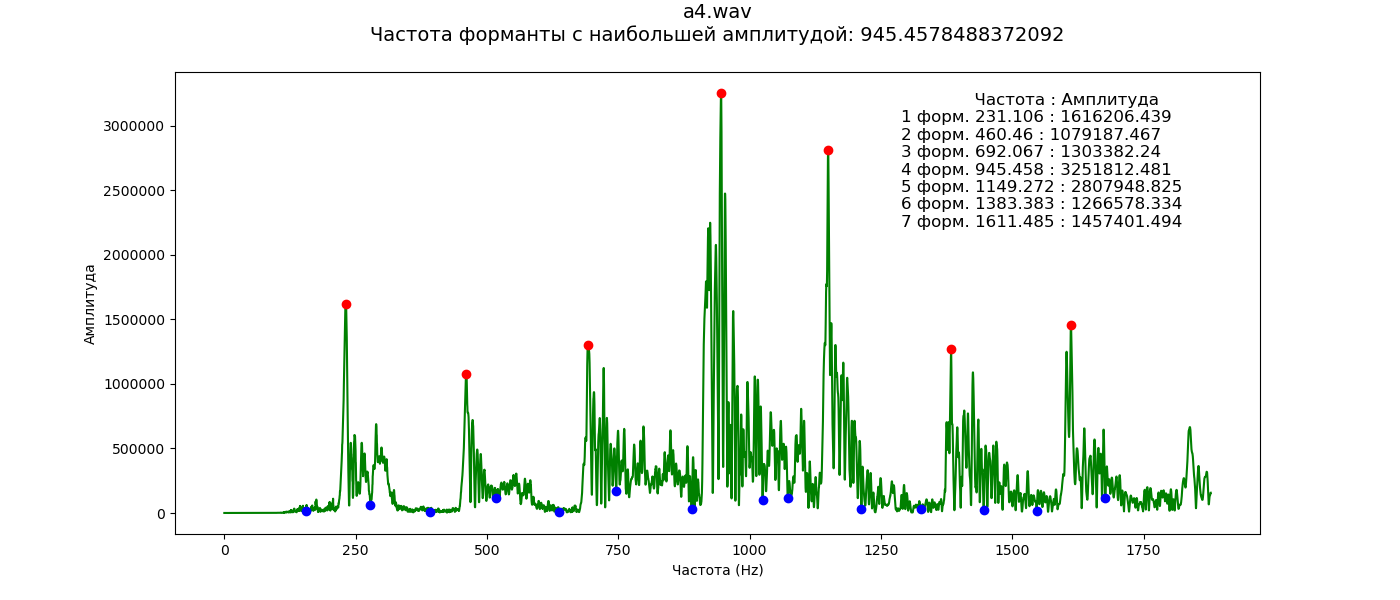 a4.wav
Частота форманты с наибольшей амплитудой: 945.4578488372092
Частота : Амплитуда
1 форм. 231.106 : 1616206.439
2 форм. 460.46 : 1079187.467
3 форм. 692.067 : 1303382.24
4 форм. 945.458 : 3251812.481
5 форм. 1149.272 : 2807948.825
6 форм. 1383.383 : 1266578.334
7 форм. 1611.485 : 1457401.494
Амплитуда
3000000
2500000
2000000
1500000
1000000
500000
0
0 250 500 750 1000 1250 1500 1750
Частота (Hz)